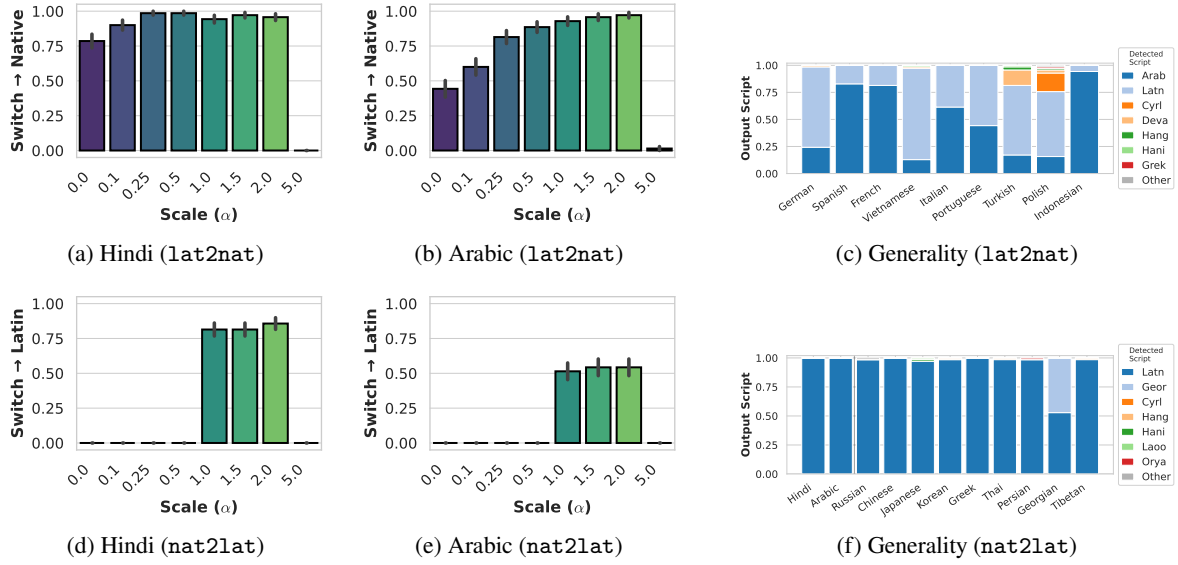 Switch → Native
1.00
0.75
0.50
0.25
0.00
0.0
0.1
0.25
0.5
1.0
1.5
2.0
5.0
Scale (α)
(a) Hindi (lat2nat)
Switch → Native
1.00
0.75
0.50
0.25
0.00
0.0
0.1
0.25
0.5
1.0
1.5
2.0
5.0
Scale (α)
(b) Arabic (lat2nat)
Output Script
1.00
0.75
0.50
0.25
0.00
German
Spanish
French
Vietnamese
Italian
Portuguese
Turkish
Polish
Indonesian
Detected
Script
Arab
Latn
Cyrl
Deva
Hang
Hani
Grek
Other
(c) Generality (lat2nat)
Switch → Latin
1.00
0.75
0.50
0.25
0.00
0.0
0.1
0.25
0.5
1.0
1.5
2.0
5.0
Scale (α)
(d) Hindi (nat2lat)
Switch → Latin
1.00
0.75
0.50
0.25
0.00
0.0
0.1
0.25
0.5
1.0
1.5
2.0
5.0
Scale (α)
(e) Arabic (nat2lat)
Output Script
1.00
0.75
0.50
0.25
0.00
Hindi
Arabic
Russian
Chinese
Japanese
Korean
Greek
Thai
Persian
Georgian
Tibetan
Detected
Script
Latn
Geor
Cyrl
Hang
Hani
Laoo
Orya
Other
(f) Generality (nat2lat)